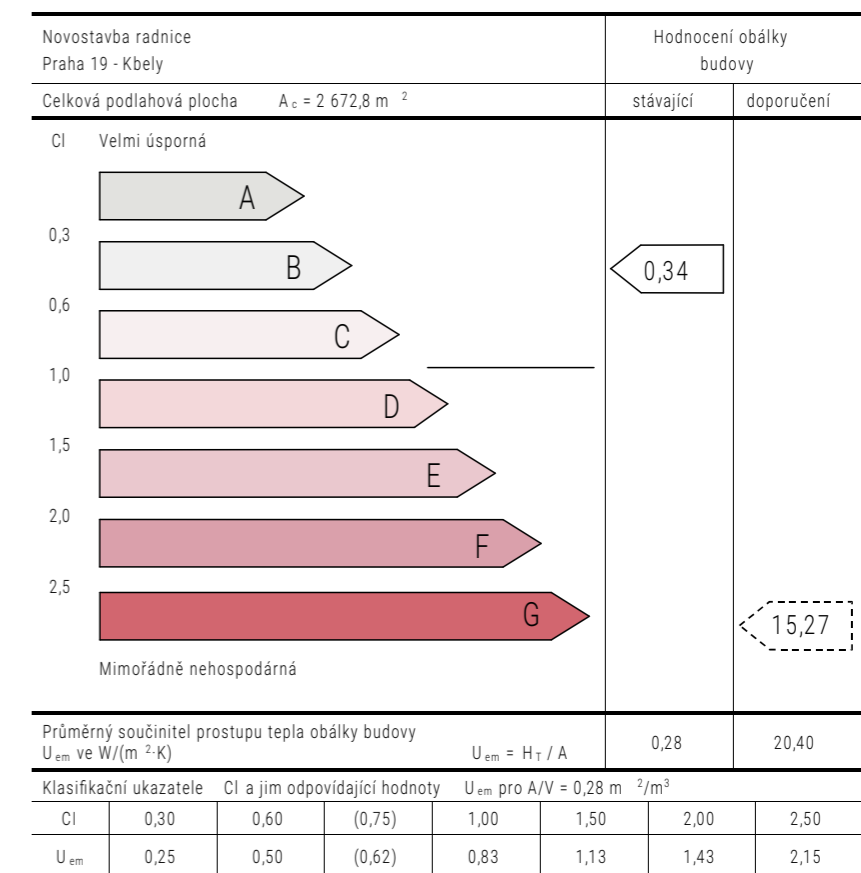 Novostavba radnice
Praha 19 - Kbely
Hodnocení obálky
budovy
Celková podlahová plocha A c = 2 672,8 m 2
stávající
doporučení
CI Velmi úsporná
A
0,3
B
0,34
0,6
C
1,0
D
1,5
E
2,0
F
2,5
G
15,27
Mimořádně nehospodárná
Průměrný součinitel prostupu tepla obálky budovy
U em ve W/(m 2·K) U em = H T / A
0,28
20,40
Klasifikační ukazatele CI a jim odpovídající hodnoty U em pro A/V = 0,28 m 2/m³
CI 0,30 0,60 (0,75) 1,00 1,50 2,00 2,50
U em 0,25 0,50 (0,62) 0,83 1,13 1,43 2,15